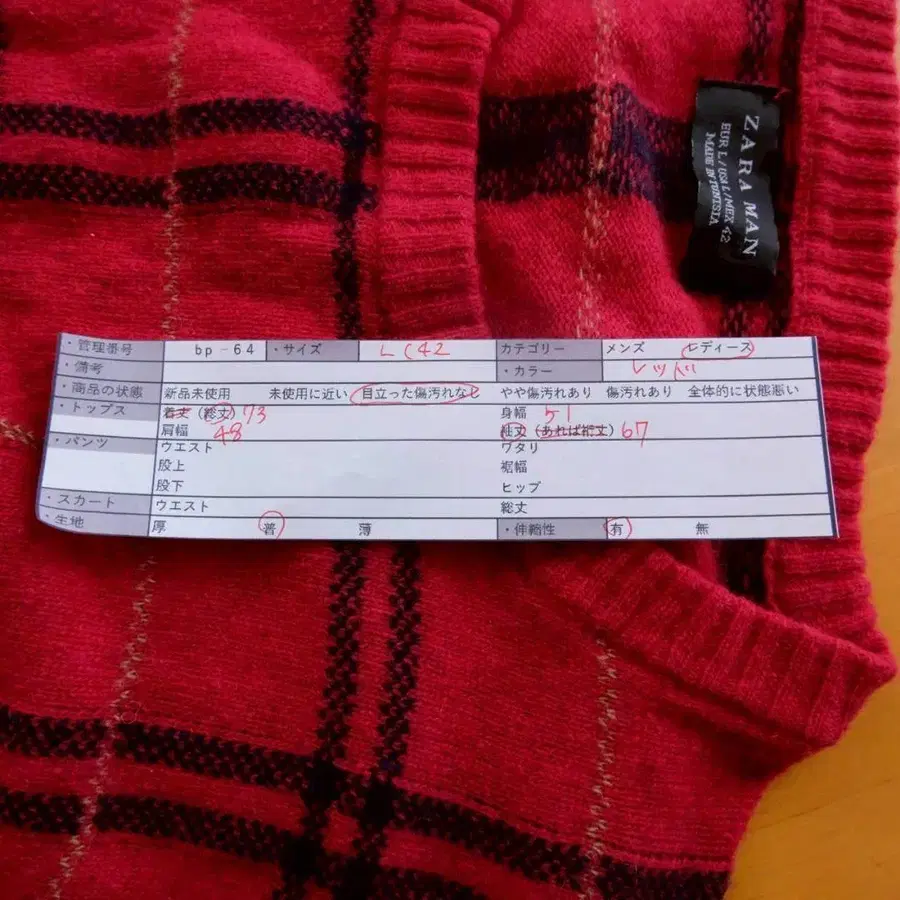 ZARA MAN
EUR L / USA L / MEX 42
MADE IN TUNISIA
・管理番号 bp－64 ・サイズ L(42 カテゴリー メンズ レディース
・備考 ・カラー レッド
・商品の状態 新品未使用 未使用に近い 目立った傷汚れなし やや傷汚れあり 傷汚れあり 全体的に状態悪い
・トップス 着丈（総丈）73 身幅 51
肩幅 48 袖丈（あれば裄丈）67
・パンツ ウエスト ワタリ
股上 裾幅
股下 ヒップ
・スカート ウエスト 総丈
・生地 厚 普 薄 ・伸縮性 有 無